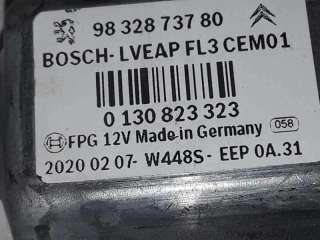 98 328 737 80
BOSCH- LVEAP FL3 CEM01
0 130 823 323
FPG 12V Made in Germany 058
2020 02 07- W448S- EEP 0A.31